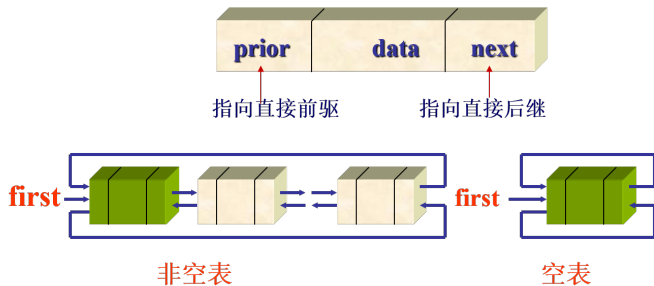 prior data next
指向直接前驱 指向直接后继
first first
非空表 空表